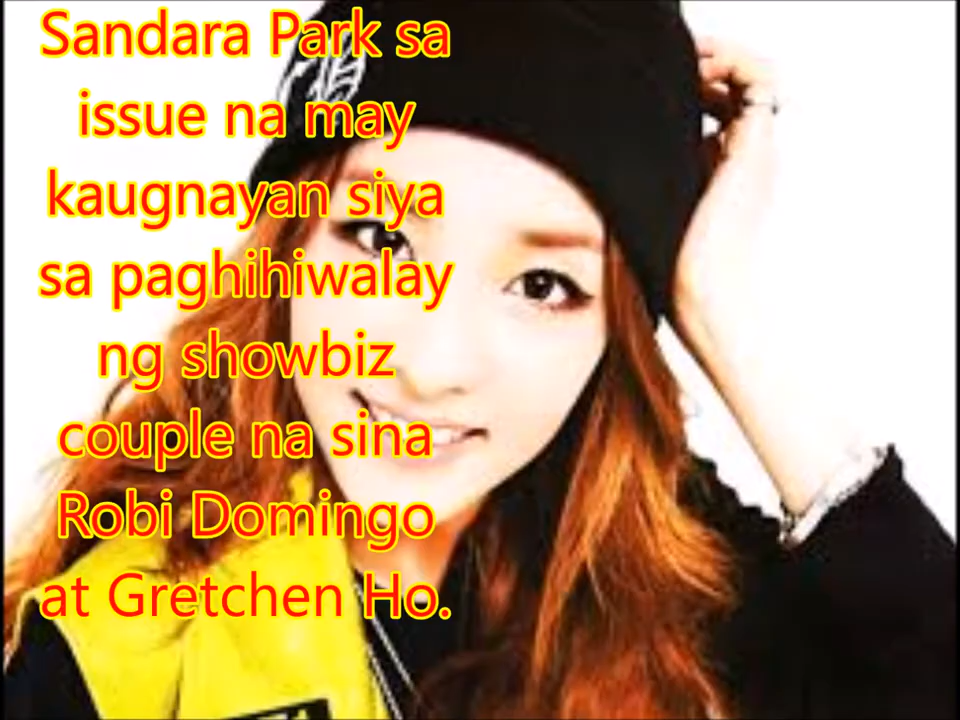 Sandara Park sa
issue na may
kaugnayan siya
sa paghihiwalay
ng showbiz
couple na sina
Robi Domingo
at Gretchen Ho.